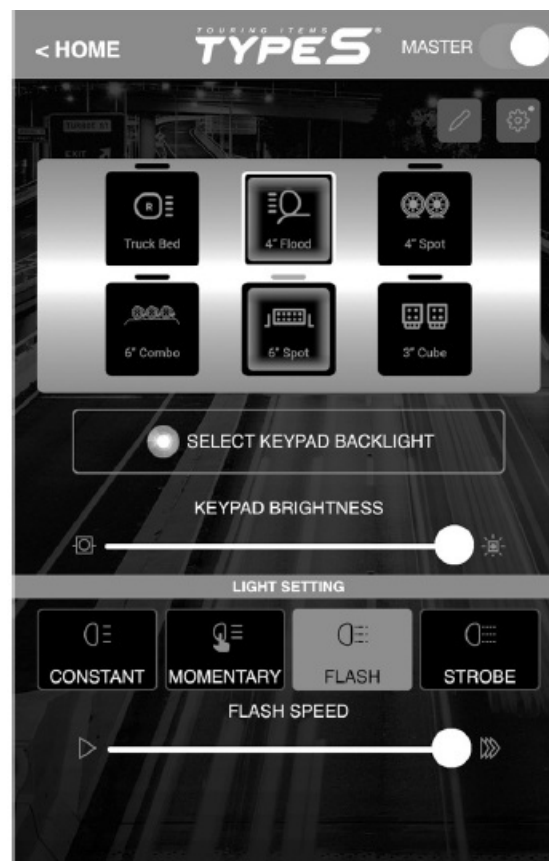 TOURING ITEMS
< HOME TYPE S® MASTER
EXIT
Truck Bed 4" Flood 4" Spot
6" Combo 6" Spot 3" Cube
SELECT KEYPAD BACKLIGHT
KEYPAD BRIGHTNESS
LIGHT SETTING
CONSTANT MOMENTARY FLASH STROBE
FLASH SPEED